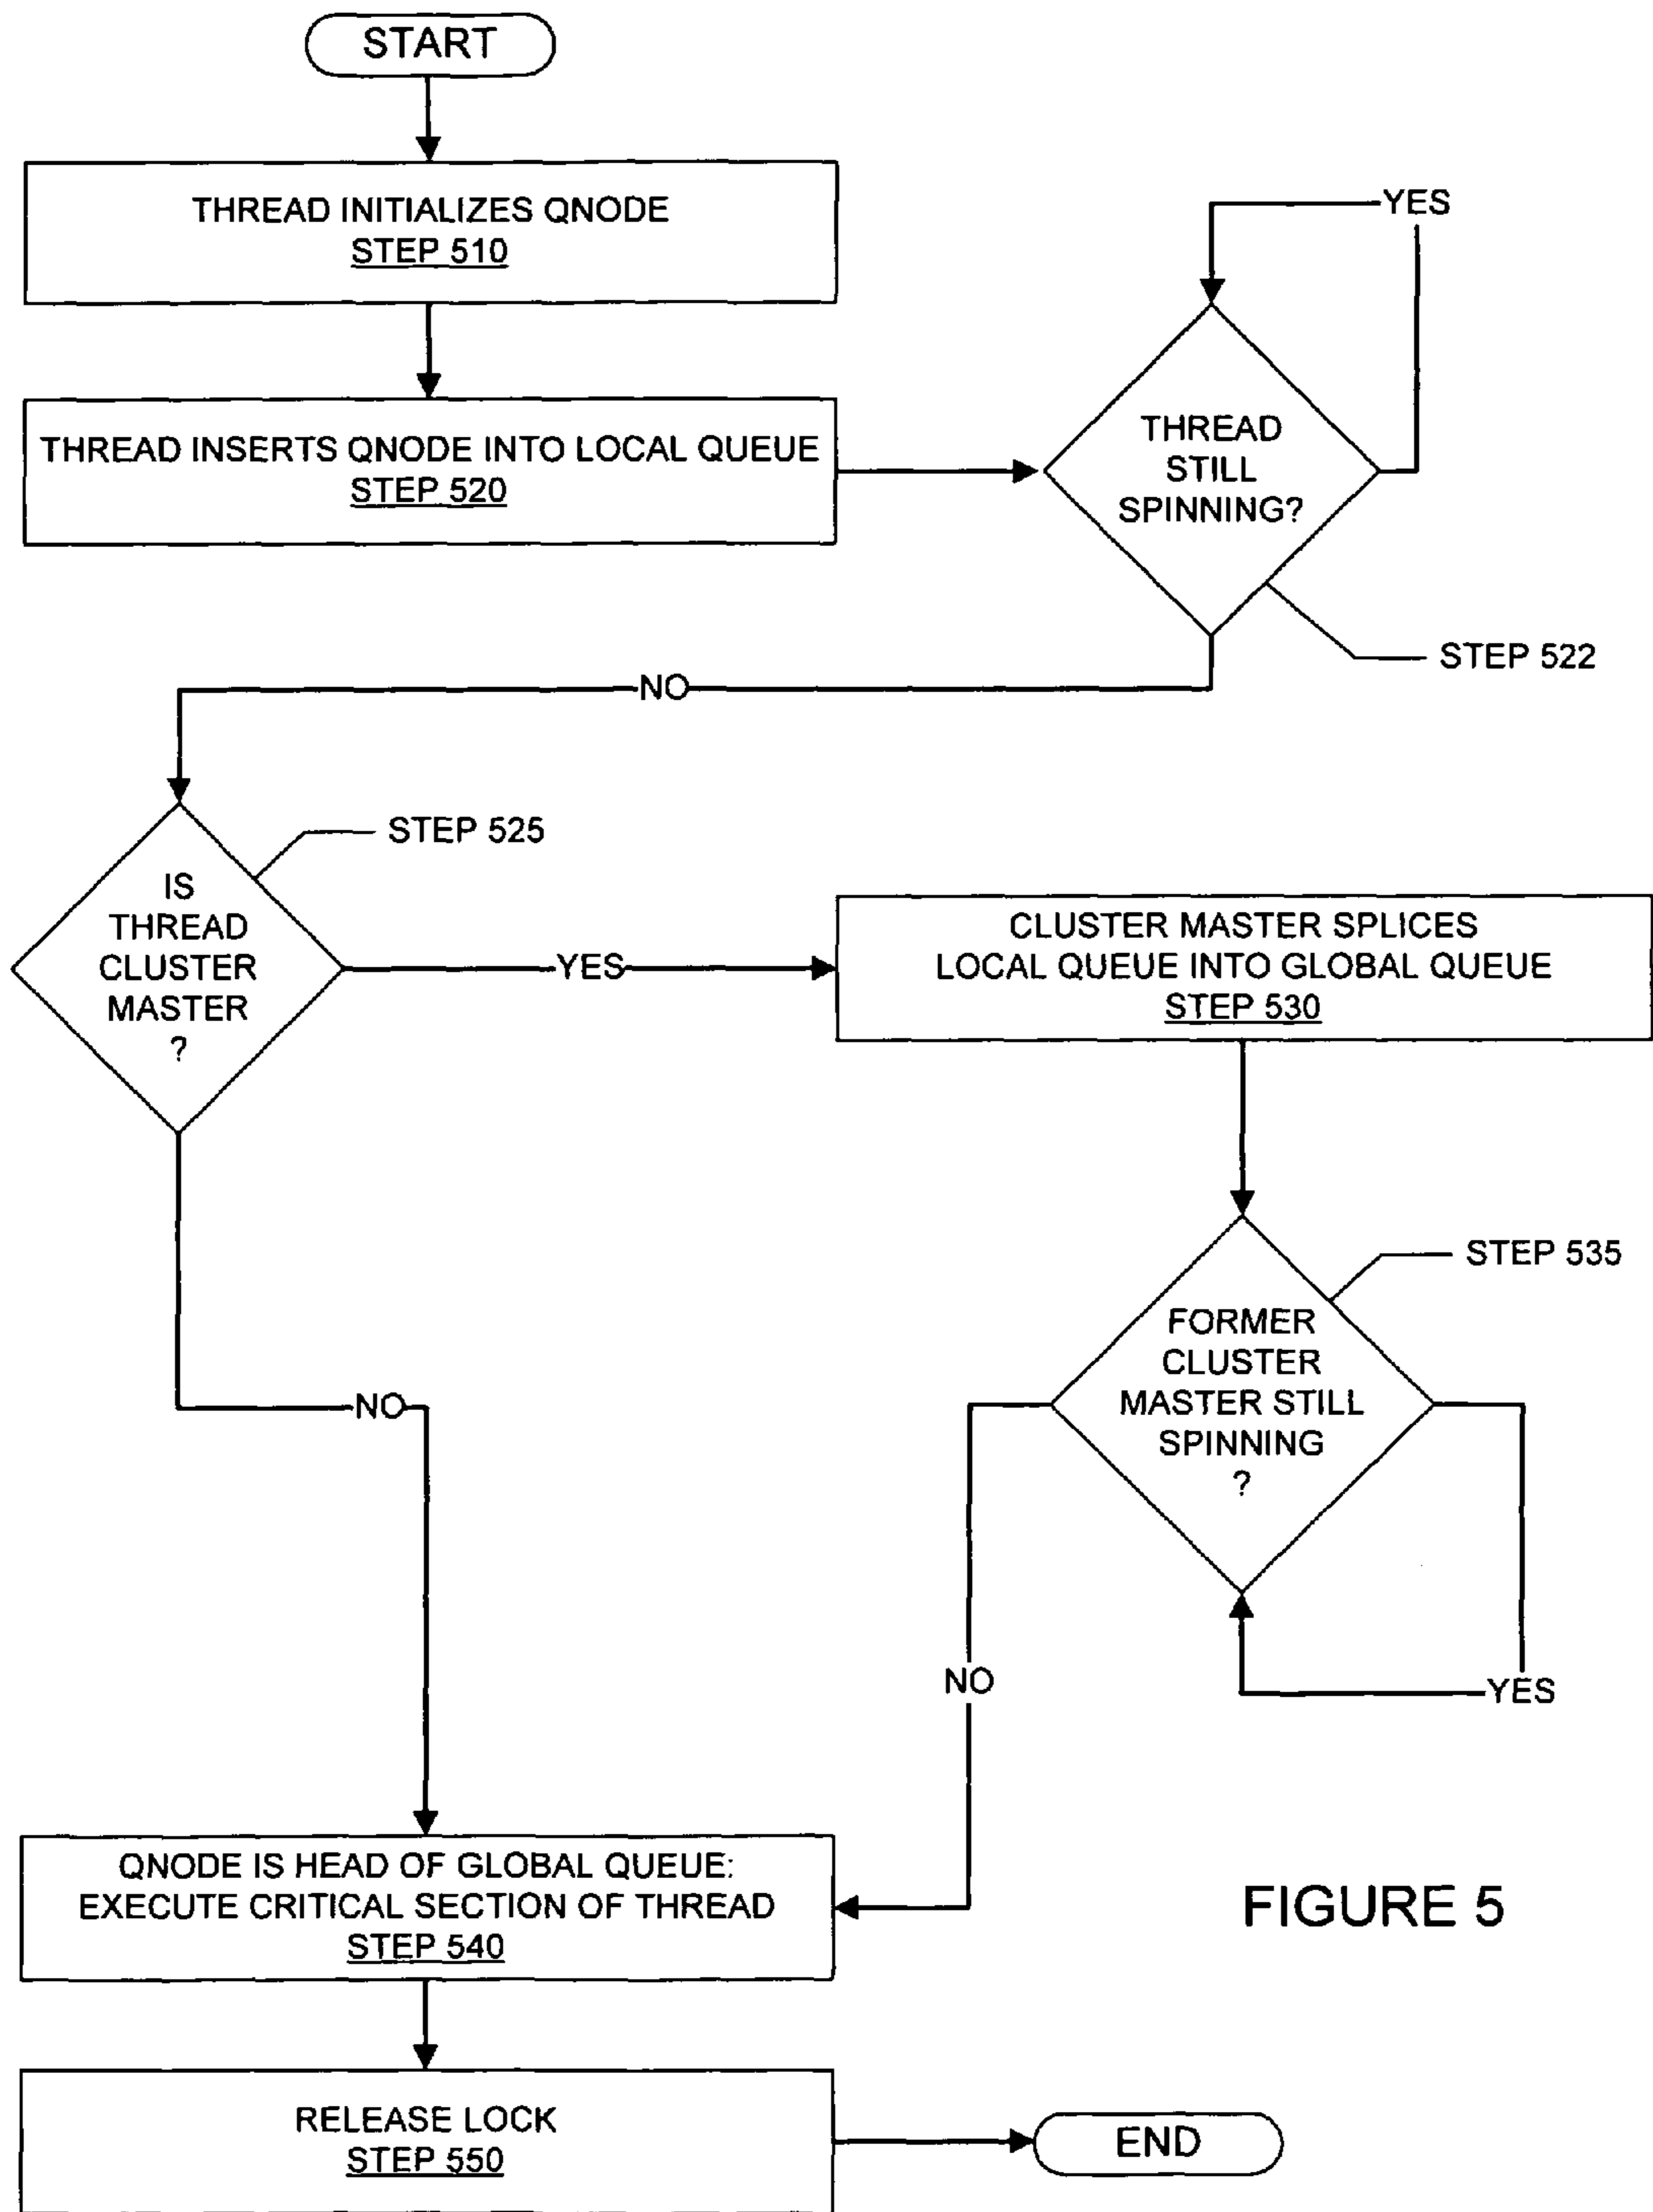 START
THREAD INITIALIZES QNODE
STEP 510
THREAD INSERTS QNODE INTO LOCAL QUEUE
STEP 520
YES
THREAD
STILL
SPINNING?
STEP 522
NO
STEP 525
IS
THREAD
CLUSTER
MASTER
?
YES
CLUSTER MASTER SPLICES
LOCAL QUEUE INTO GLOBAL QUEUE
STEP 530
STEP 535
FORMER
CLUSTER
MASTER STILL
SPINNING
?
NO
NO
YES
QNODE IS HEAD OF GLOBAL QUEUE:
EXECUTE CRITICAL SECTION OF THREAD
STEP 540
FIGURE 5
RELEASE LOCK
STEP 550
END